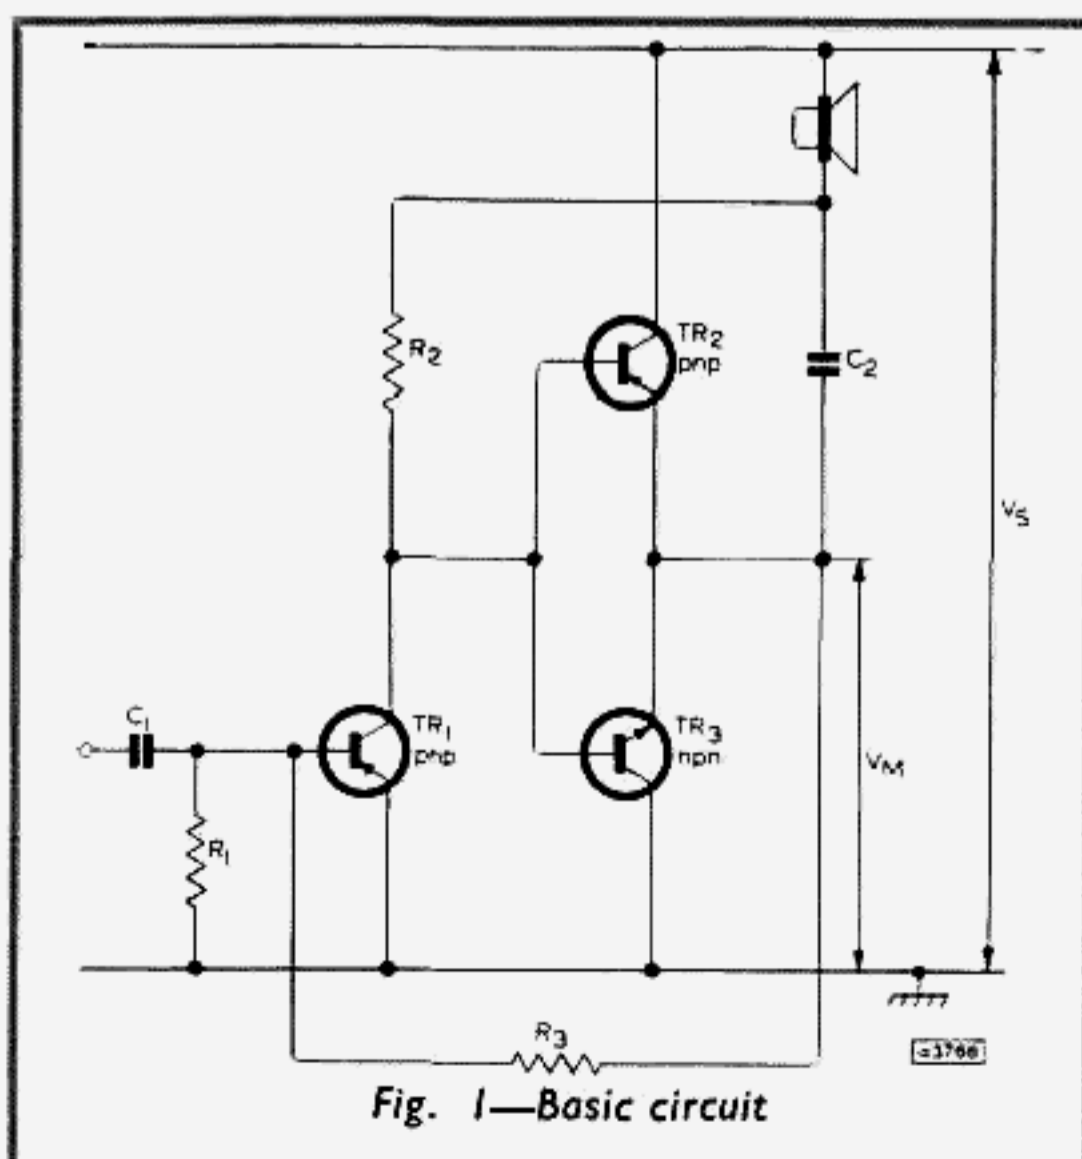 R2
TR2
pnp
C2
VS
C1
TR1
pnp
TR3
npn
VM
R1
R3
Fig. 1—Basic circuit